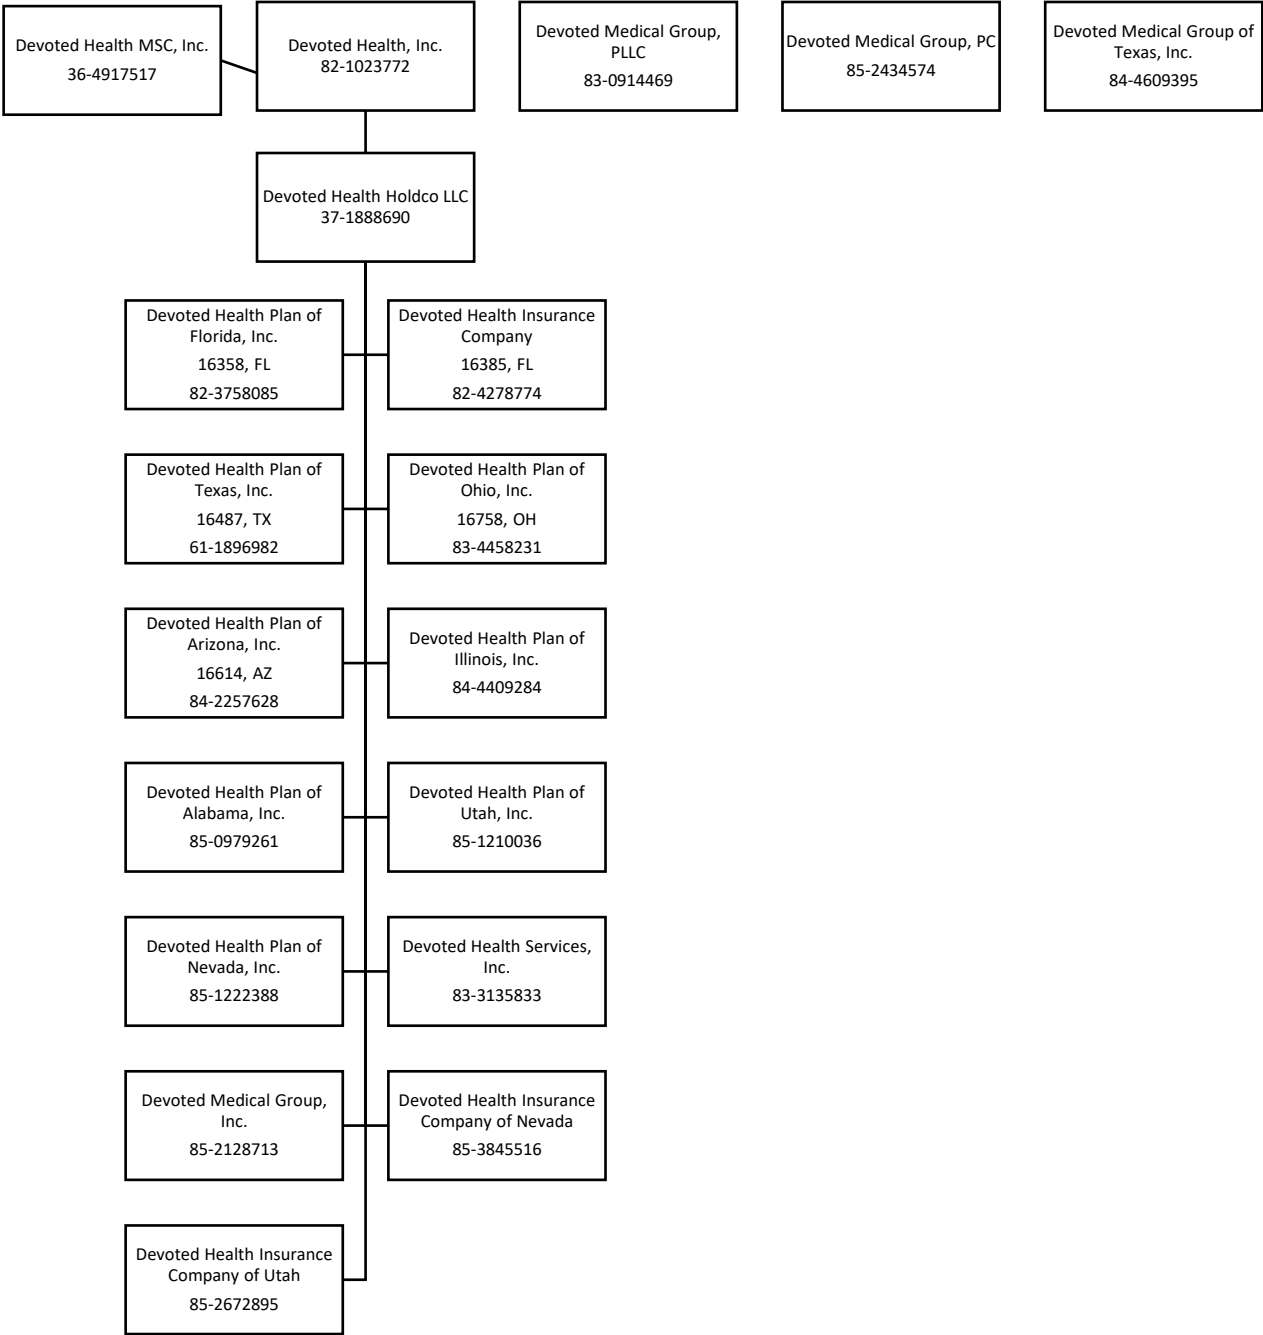 Devoted Health MSC, Inc.
36-4917517
Devoted Health, Inc.
82-1023772
Devoted Medical Group,
PLLC
83-0914469
Devoted Medical Group, PC
85-2434574
Devoted Medical Group of
Texas, Inc.
84-4609395
Devoted Health Holdco LLC
37-1888690
Devoted Health Plan of
Florida, Inc.
16358, FL
82-3758085
Devoted Health Insurance
Company
16385, FL
82-4278774
Devoted Health Plan of
Texas, Inc.
16487, TX
61-1896982
Devoted Health Plan of
Ohio, Inc.
16758, OH
83-4458231
Devoted Health Plan of
Arizona, Inc.
16614, AZ
84-2257628
Devoted Health Plan of
Illinois, Inc.
84-4409284
Devoted Health Plan of
Alabama, Inc.
85-0979261
Devoted Health Plan of
Utah, Inc.
85-1210036
Devoted Health Plan of
Nevada, Inc.
85-1222388
Devoted Health Services,
Inc.
83-3135833
Devoted Medical Group,
Inc.
85-2128713
Devoted Health Insurance
Company of Nevada
85-3845516
Devoted Health Insurance
Company of Utah
85-2672895